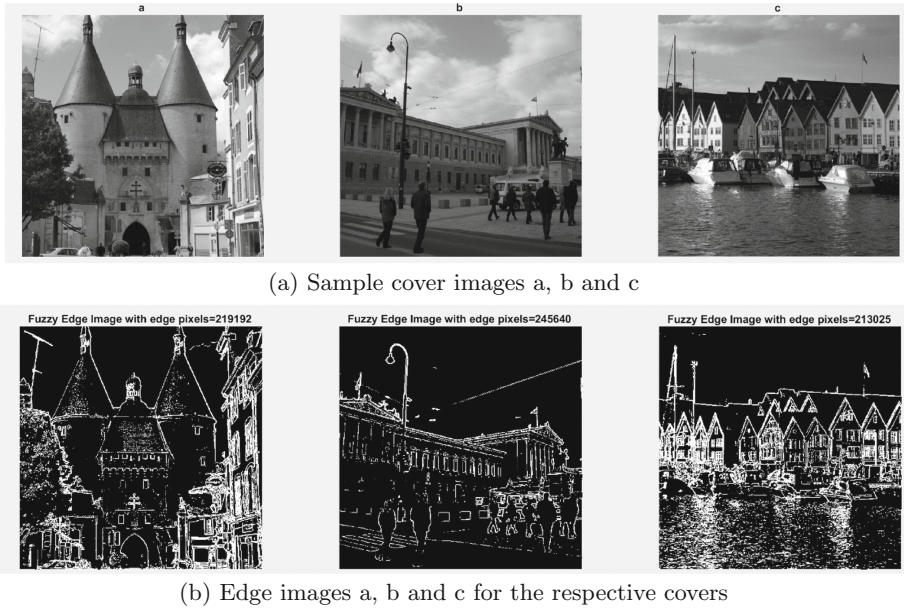 a b c
(a) Sample cover images a, b and c
Fuzzy Edge Image with edge pixels=219192 Fuzzy Edge Image with edge pixels=245640 Fuzzy Edge Image with edge pixels=213025
(b) Edge images a, b and c for the respective covers